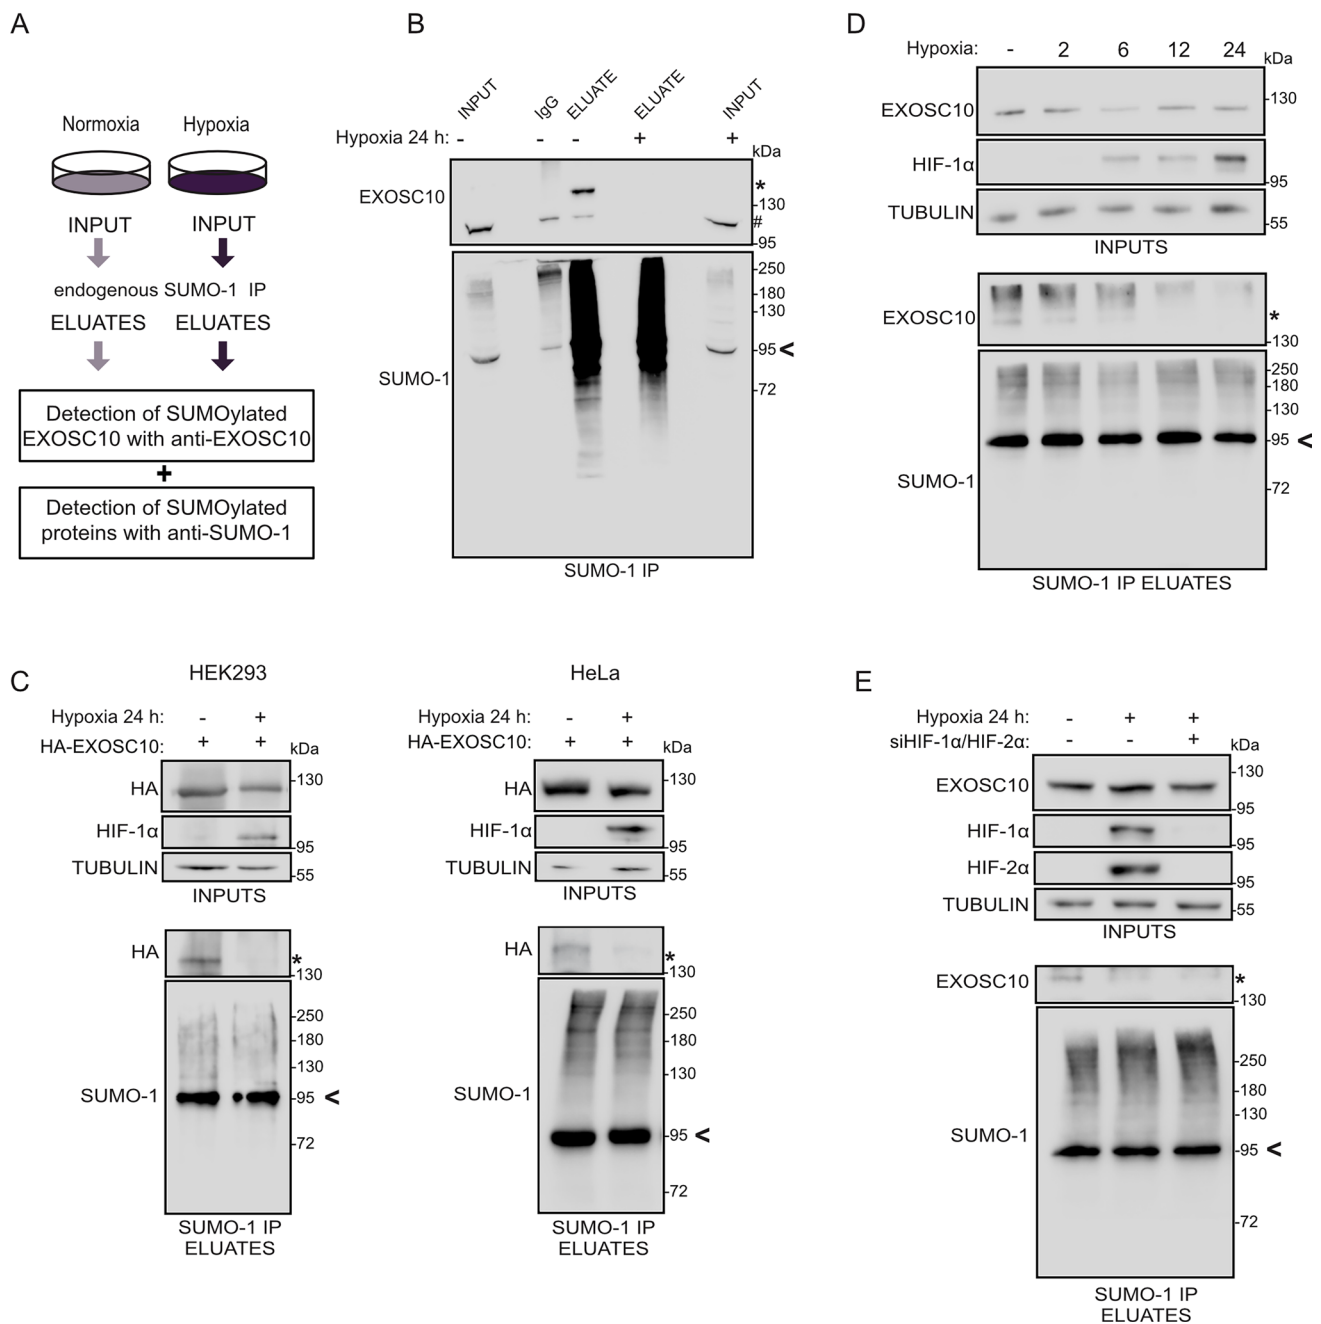 A
Normoxia Hypoxia
INPUT INPUT
endogenous SUMO-1 IP
ELUATES ELUATES
Detection of SUMOylated
EXOSC10 with anti-EXOSC10
+
Detection of SUMOylated
proteins with anti-SUMO-1
B
INPUT IgG ELUATE ELUATE INPUT
Hypoxia 24 h: - - - + +
kDa
EXOSC10
*
-130
#
-95
-250
-180
-130
-95 <
SUMO-1
-72
SUMO-1 IP
D
Hypoxia: - 2 6 12 24
kDa
EXOSC10 -130
HIF-1α
-95
TUBULIN
-55
INPUTS
EXOSC10 *
-130
-250
-180
-130
-95 <
SUMO-1 -72
SUMO-1 IP ELUATES
C
HEK293
Hypoxia 24 h: - +
HA-EXOSC10: + +
kDa
HA -130
HIF-1α
-95
TUBULIN -55
INPUTS
HA *
-130
-250
-180
-130
SUMO-1 -95 <
-72
SUMO-1 IP
ELUATES
HeLa
Hypoxia 24 h: - +
HA-EXOSC10: + +
kDa
HA -130
HIF-1α
-95
TUBULIN -55
INPUTS
HA *
-130
-250
-180
-130
SUMO-1
-95 <
-72
SUMO-1 IP
ELUATES
E
Hypoxia 24 h: - + +
siHIF-1α/HIF-2α: - - +
kDa
EXOSC10 -130
-95
HIF-1α
-95
HIF-2α
-95
TUBULIN -55
INPUTS
EXOSC10 *
-130
-250
-180
-130
SUMO-1
-95 <
-72
SUMO-1 IP
ELUATES